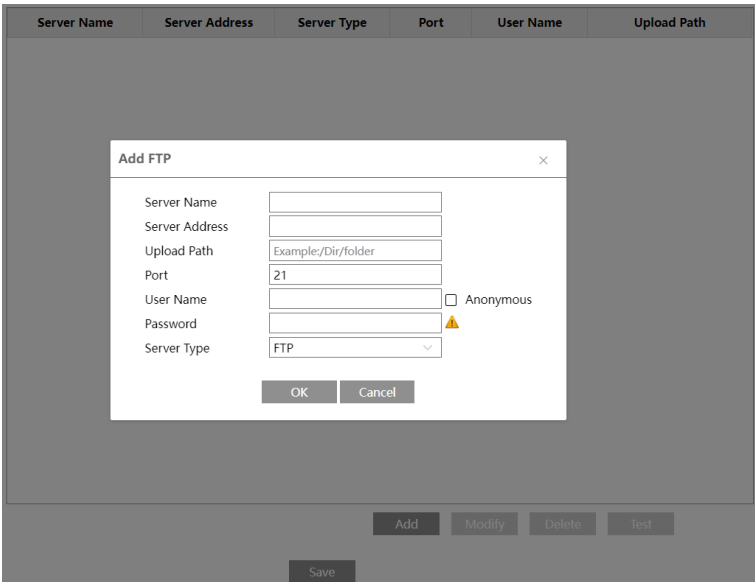 Server Name Server Address Server Type Port User Name Upload Path
Add FTP
Server Name
Server Address
Upload Path Example:/Dir/folder
Port 21
User Name Anonymous
Password
Server Type FTP
OK Cancel
Add Modify Delete Test
Save